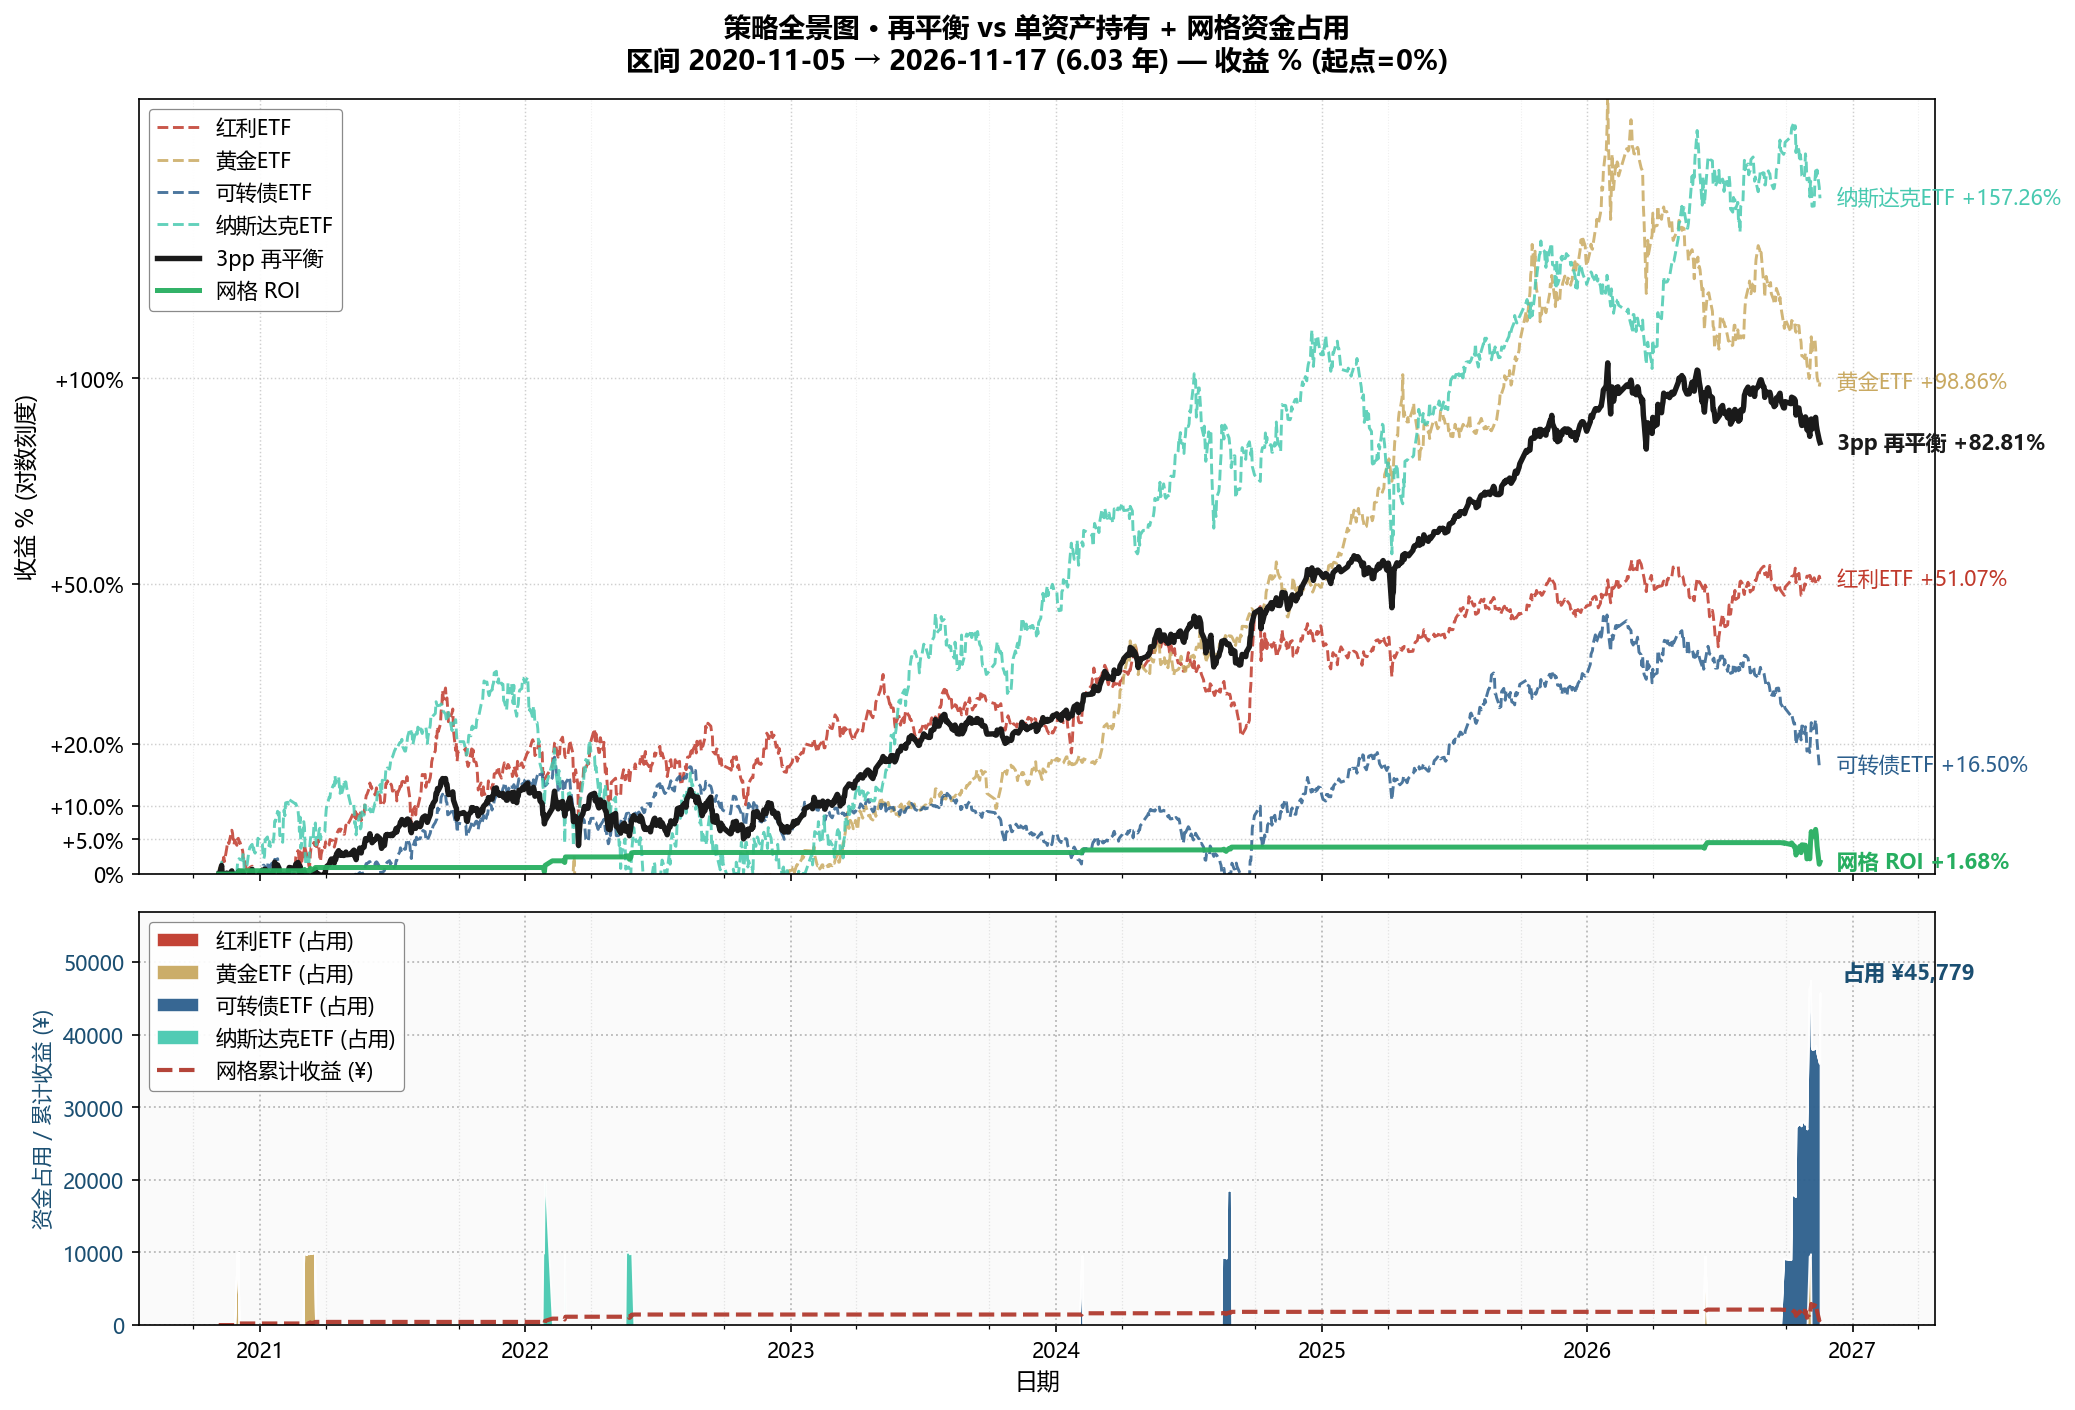 策略全景图 • 再平衡 vs 单资产持有 + 网格资金占用
区间 2020-11-05 → 2026-11-17 (6.03 年) — 收益 % (起点=0%)
收益 % (对数刻度)
+100%
+50.0%
+20.0%
+10.0%
+5.0%
0%
红利ETF
黄金ETF
可转债ETF
纳斯达克ETF
3pp 再平衡
网格 ROI
纳斯达克ETF +157.26%
黄金ETF +98.86%
3pp 再平衡 +82.81%
红利ETF +51.07%
可转债ETF +16.50%
网格 ROI +1.68%
资金占用 / 累计收益 (¥)
50000
40000
30000
20000
10000
0
红利ETF (占用)
黄金ETF (占用)
可转债ETF (占用)
纳斯达克ETF (占用)
网格累计收益 (¥)
占用 ¥45,779
2021
2022
2023
2024
2025
2026
2027
日期